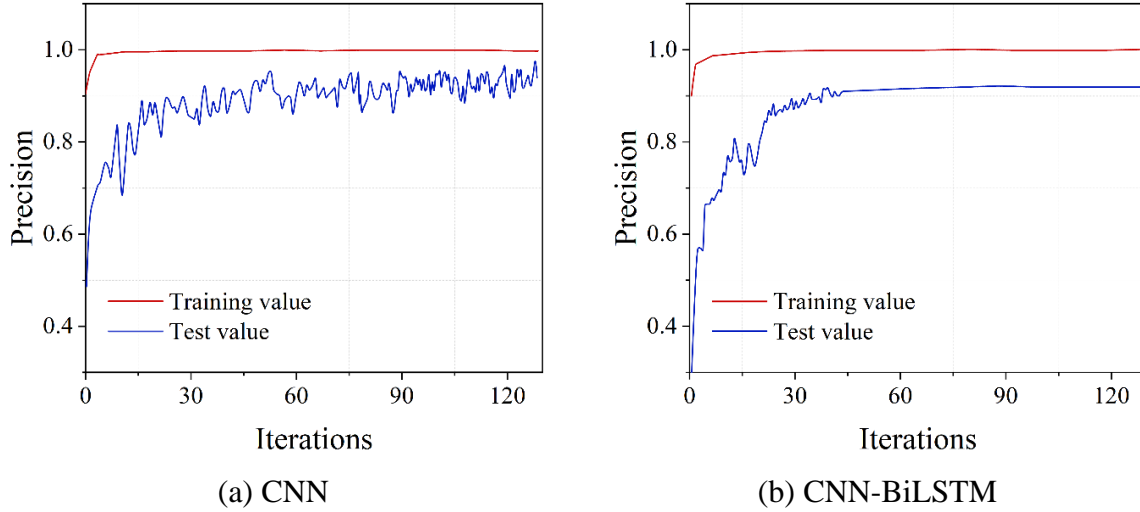 1.0
0.8
0.6
0.4
Precision
Training value
Test value
0 30 60 90 120
Iterations
(a) CNN
1.0
0.8
0.6
0.4
Precision
Training value
Test value
0 30 60 90 120
Iterations
(b) CNN-BiLSTM